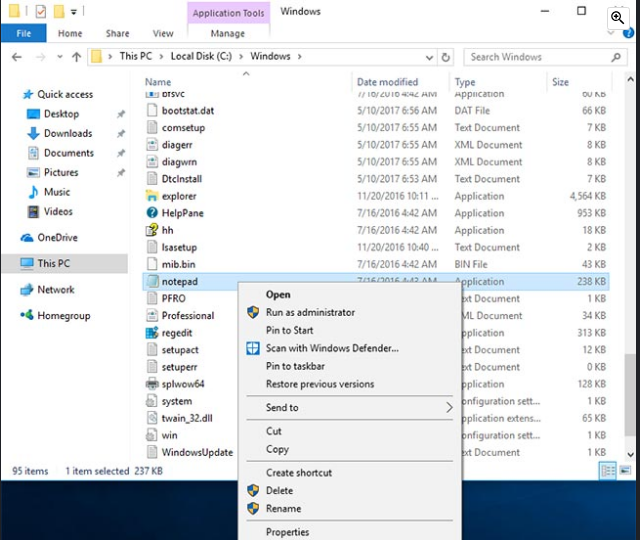 Application Tools Windows
File Home Share View Manage
This PC Local Disk (C:) Windows Search Windows
Name Date modified Type Size
Quick access
Desktop
Downloads
Documents
Pictures
Music
Videos
OneDrive
This PC
Network
Homegroup
bfsvc 7/16/2016 4:42 AM Application 60 KB
bootstat.dat 5/10/2017 6:56 AM DAT File 66 KB
comsetup 5/10/2017 6:55 AM Text Document 7 KB
diagerr 5/10/2017 6:55 AM XML Document 8 KB
diagwrn 5/10/2017 6:55 AM XML Document 8 KB
DtcInstall 5/10/2017 6:53 AM Text Document 7 KB
explorer 11/20/2016 10:11 ... Application 4,564 KB
HelpPane 7/16/2016 4:42 AM Application 953 KB
hh 7/16/2016 4:42 AM Application 18 KB
lsasetup 11/20/2016 10:40 ... Text Document 2 KB
mib.bin 7/16/2016 4:42 AM BIN File 43 KB
notepad 7/16/2016 4:43 AM Application 238 KB
PFRO xt Document 1 KB
Professional ML Document 34 KB
regedit plication 313 KB
setupact xt Document 12 KB
setuperr xt Document 0 KB
splwow64 plication 128 KB
system onfiguration sett... 1 KB
twain_32.dll plication exten... 65 KB
win onfiguration sett... 1 KB
WindowsUpdate xt Document 1 KB
Open
Run as administrator
Pin to Start
Scan with Windows Defender...
Pin to taskbar
Restore previous versions
Send to
Cut
Copy
Create shortcut
Delete
Rename
Properties
95 items 1 item selected 237 KB